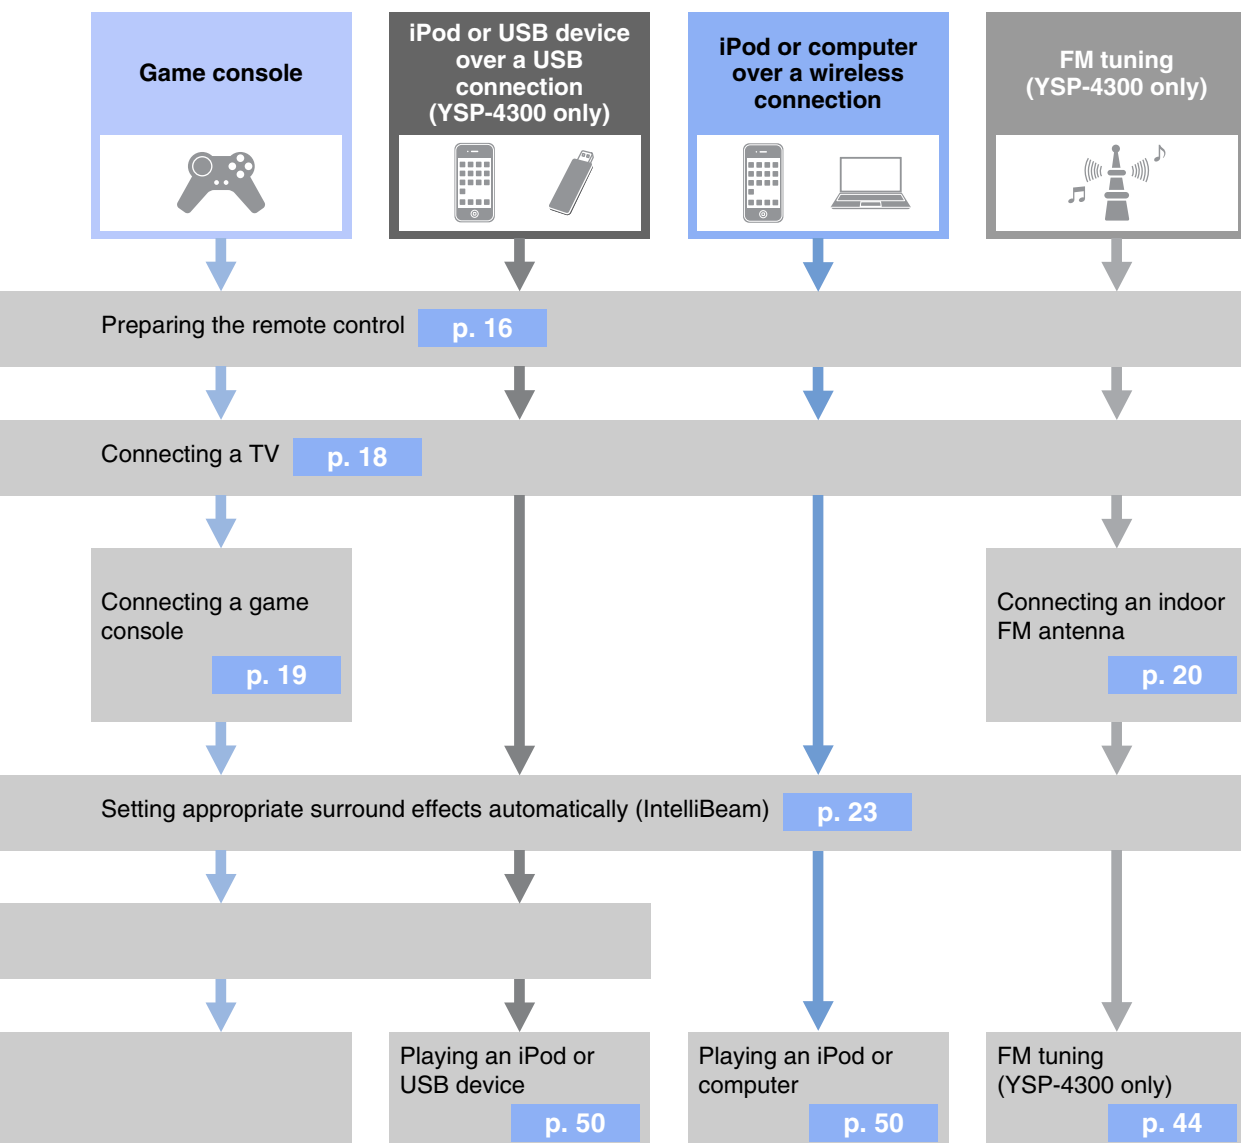 Game console
iPod or USB device
over a USB
connection
(YSP-4300 only)
iPod or computer
over a wireless
connection
FM tuning
(YSP-4300 only)
Preparing the remote control p. 16
Connecting a TV p. 18
Connecting a game
console
p. 19
Connecting an indoor
FM antenna
p. 20
Setting appropriate surround effects automatically (IntelliBeam) p. 23
Playing an iPod or
USB device
p. 50
Playing an iPod or
computer
p. 50
FM tuning
(YSP-4300 only)
p. 44